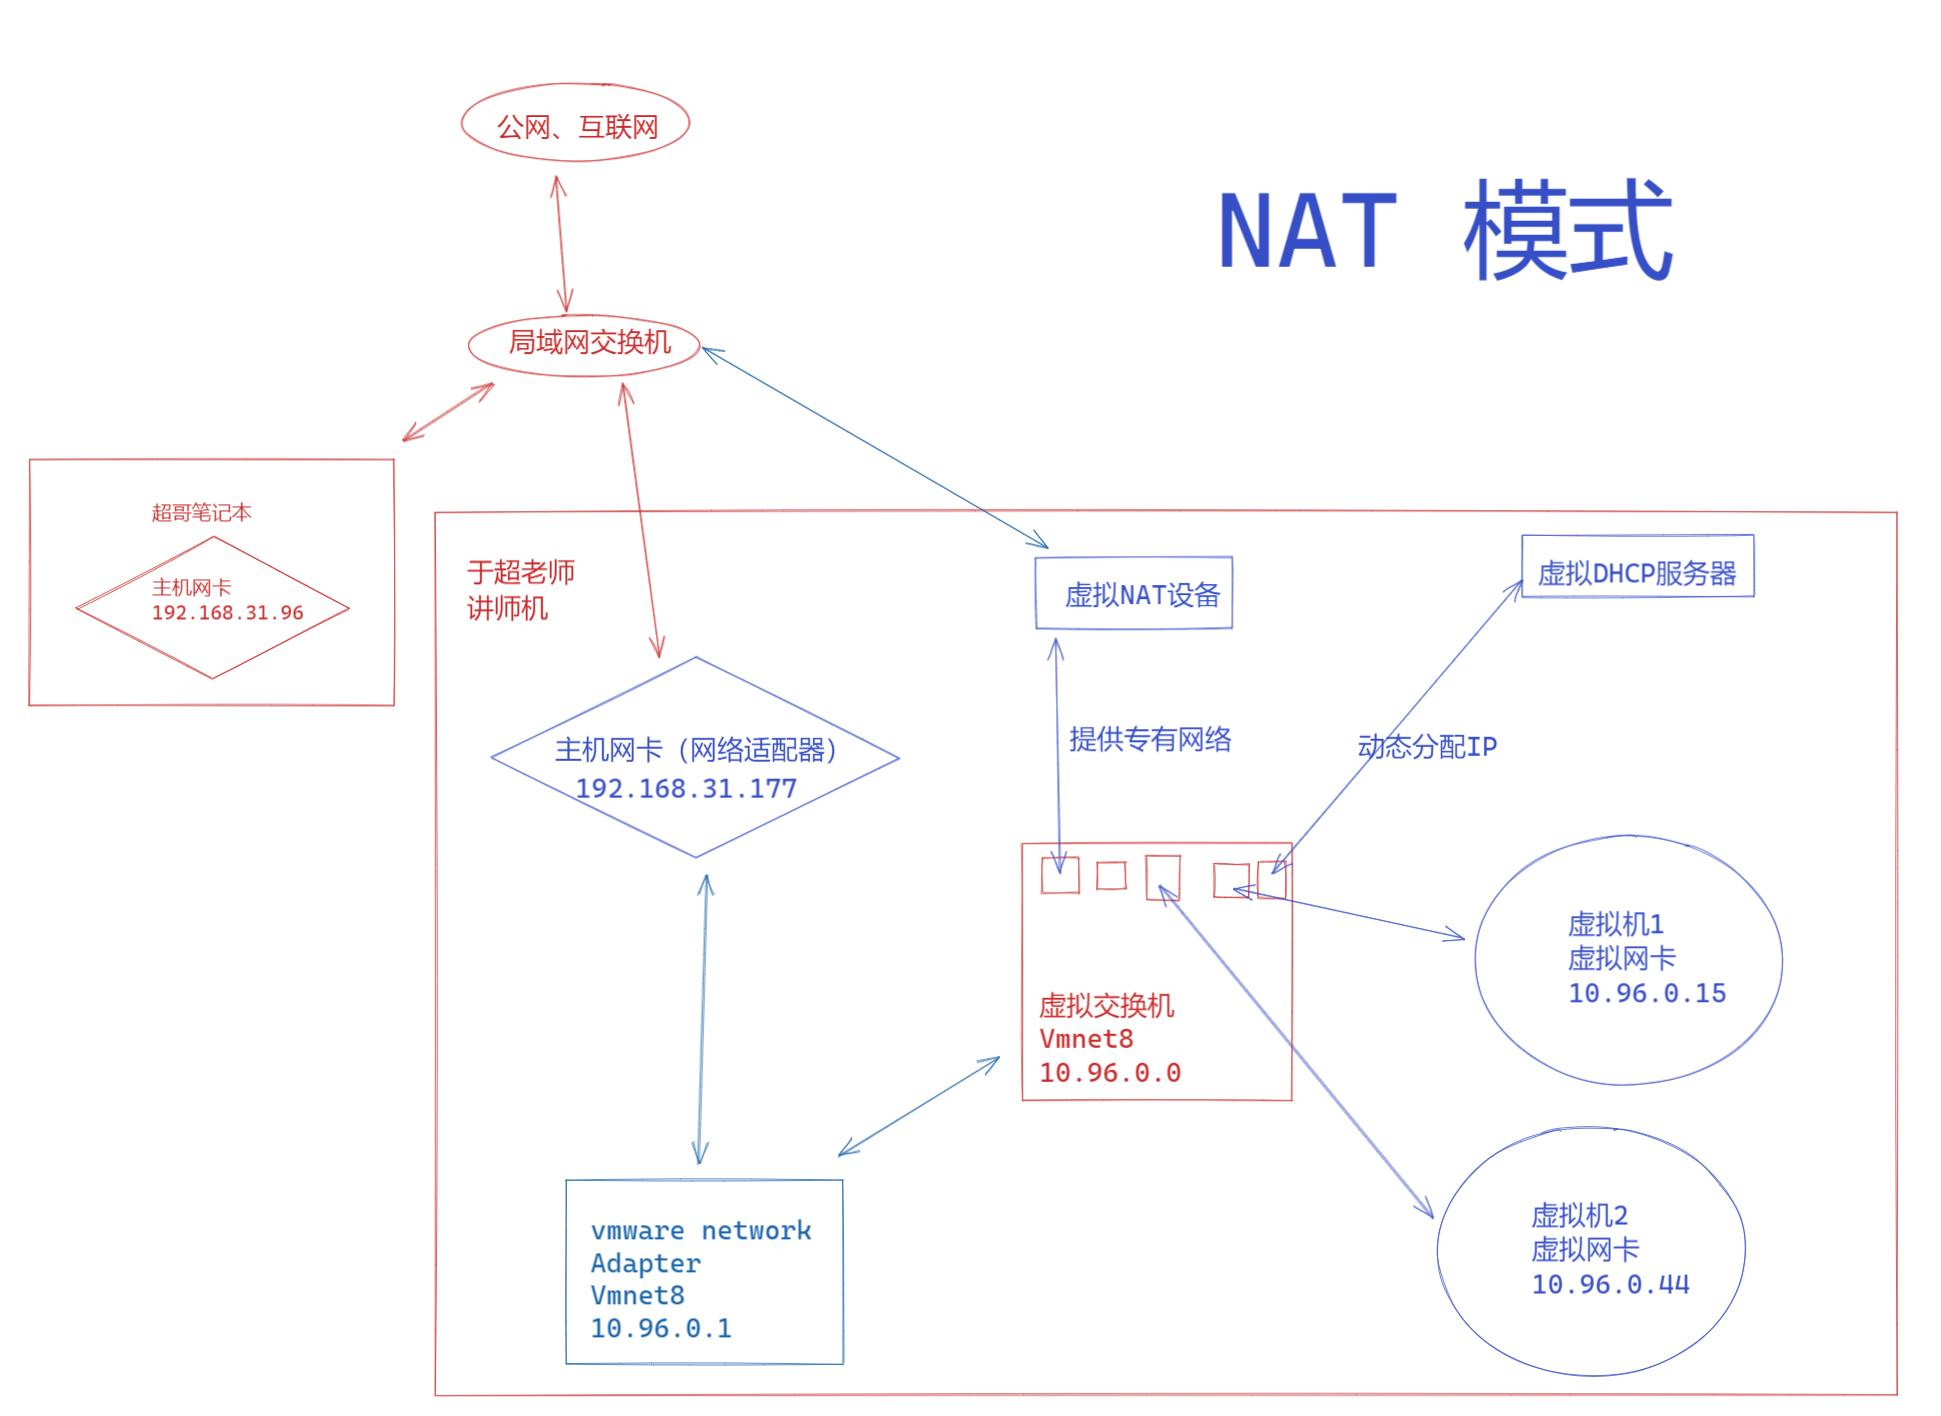 公网、互联网
NAT 模式
局域网交换机
超哥笔记本
主机网卡
192.168.31.96
于超老师
讲师机
虚拟NAT设备
虚拟DHCP服务器
主机网卡（网络适配器）
192.168.31.177
提供专有网络
动态分配IP
虚拟交换机
Vmnet8
10.96.0.0
虚拟机1
虚拟网卡
10.96.0.15
vmware network
Adapter
Vmnet8
10.96.0.1
虚拟机2
虚拟网卡
10.96.0.44